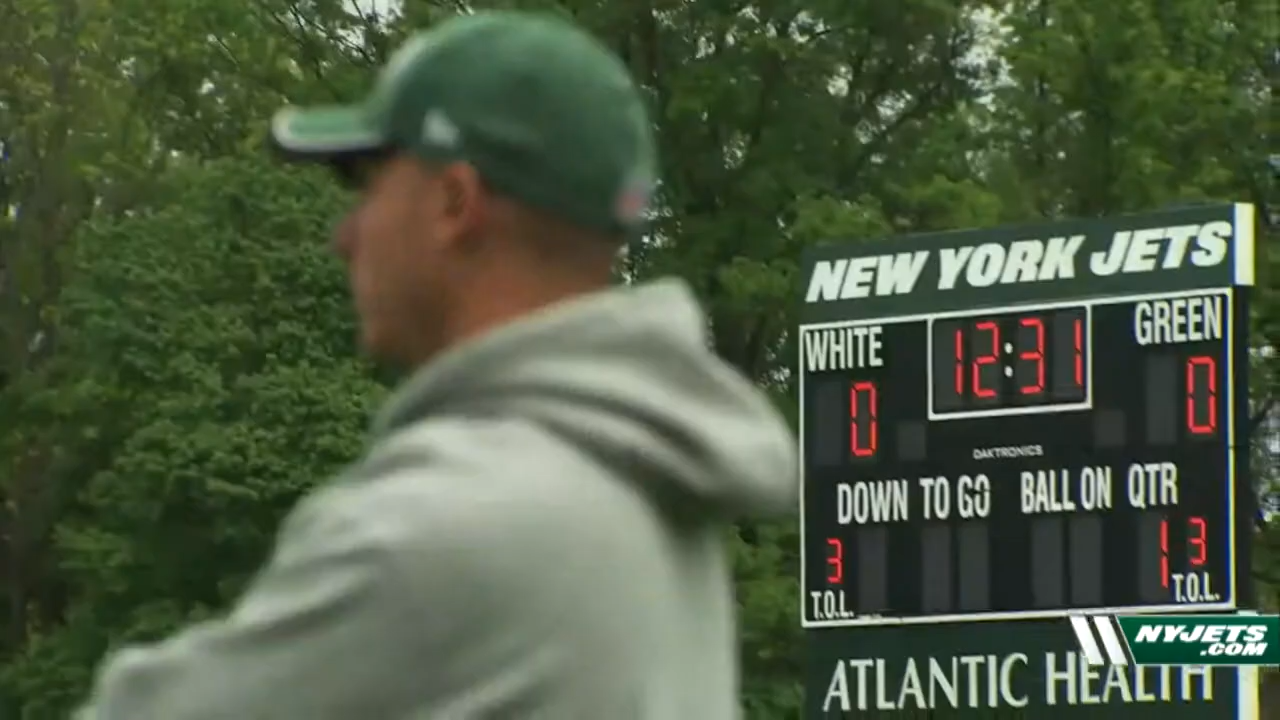 NEW YORK JETS
WHITE 12:31 GREEN
0 0
DAKTRONICS
DOWN TO GO BALL ON QTR
3 1 3
T.O.L. T.O.L.
NYJETS
.COM
ATLANTIC HEALTH